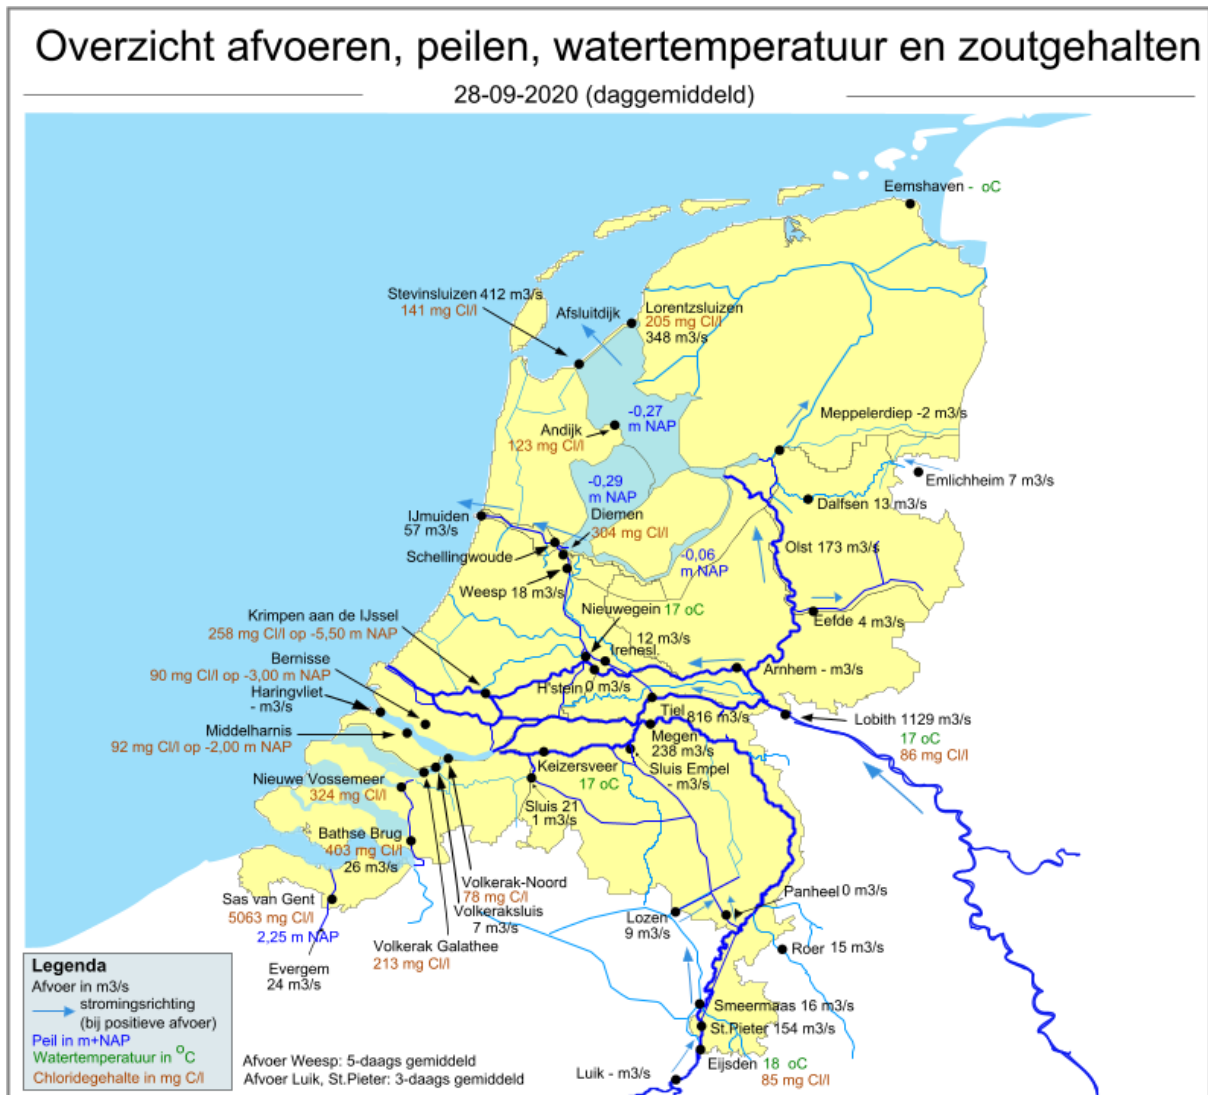 Overzicht afvoeren, peilen, watertemperatuur en zoutgehalten
28-09-2020 (daggemiddeld)
Eemshaven - oC
Stevinsluizen 412 m3/s
141 mg Cl/l
Afsluitdijk
Lorentzsluizen
205 mg Cl/l
348 m3/s
-0,27
m NAP
Andijk
123 mg Cl/l
Meppelerdiep -2 m3/s
Emlichheim 7 m3/s
Dalfsen 13 m3/s
-0,29
m NAP
Diemen
304 mg Cl/l
IJmuiden
57 m3/s
Schellingwoude
Olst 173 m3/s
-0,06
m NAP
Weesp 18 m3/s
Nieuwegein 17 oC
Eefde 4 m3/s
Krimpen aan de IJssel
258 mg Cl/l op -5,50 m NAP
12 m3/s
Irenesl.
Bernisse
90 mg Cl/l op -3,00 m NAP
Arnhem - m3/s
H'stein 0 m3/s
Haringvliet
- m3/s
Tiel 816 m3/s
Lobith 1129 m3/s
17 oC
86 mg Cl/l
Middelharnis
92 mg Cl/l op -2,00 m NAP
Megen
238 m3/s
Keizersveer
17 oC
Sluis Empel
- m3/s
Nieuwe Vossemeer
324 mg Cl/l
Sluis 21
1 m3/s
Bathse Brug
403 mg Cl/l
26 m3/s
Volkerak-Noord
78 mg C/l
Volkeraksluis
7 m3/s
Panheel 0 m3/s
Sas van Gent
5063 mg Cl/l
2,25 m NAP
Lozen
9 m3/s
Volkerak Galathee
213 mg Cl/l
Roer 15 m3/s
Evergem
24 m3/s
Smeermaas 16 m3/s
St.Pieter 154 m3/s
Eijsden 18 oC
85 mg Cl/l
Luik - m3/s
Legenda
Afvoer in m3/s
stromingsrichting
(bij positieve afvoer)
Peil in m+NAP
Watertemperatuur in °C
Chloridegehalte in mg C/l
Afvoer Weesp: 5-daags gemiddeld
Afvoer Luik, St.Pieter: 3-daags gemiddeld